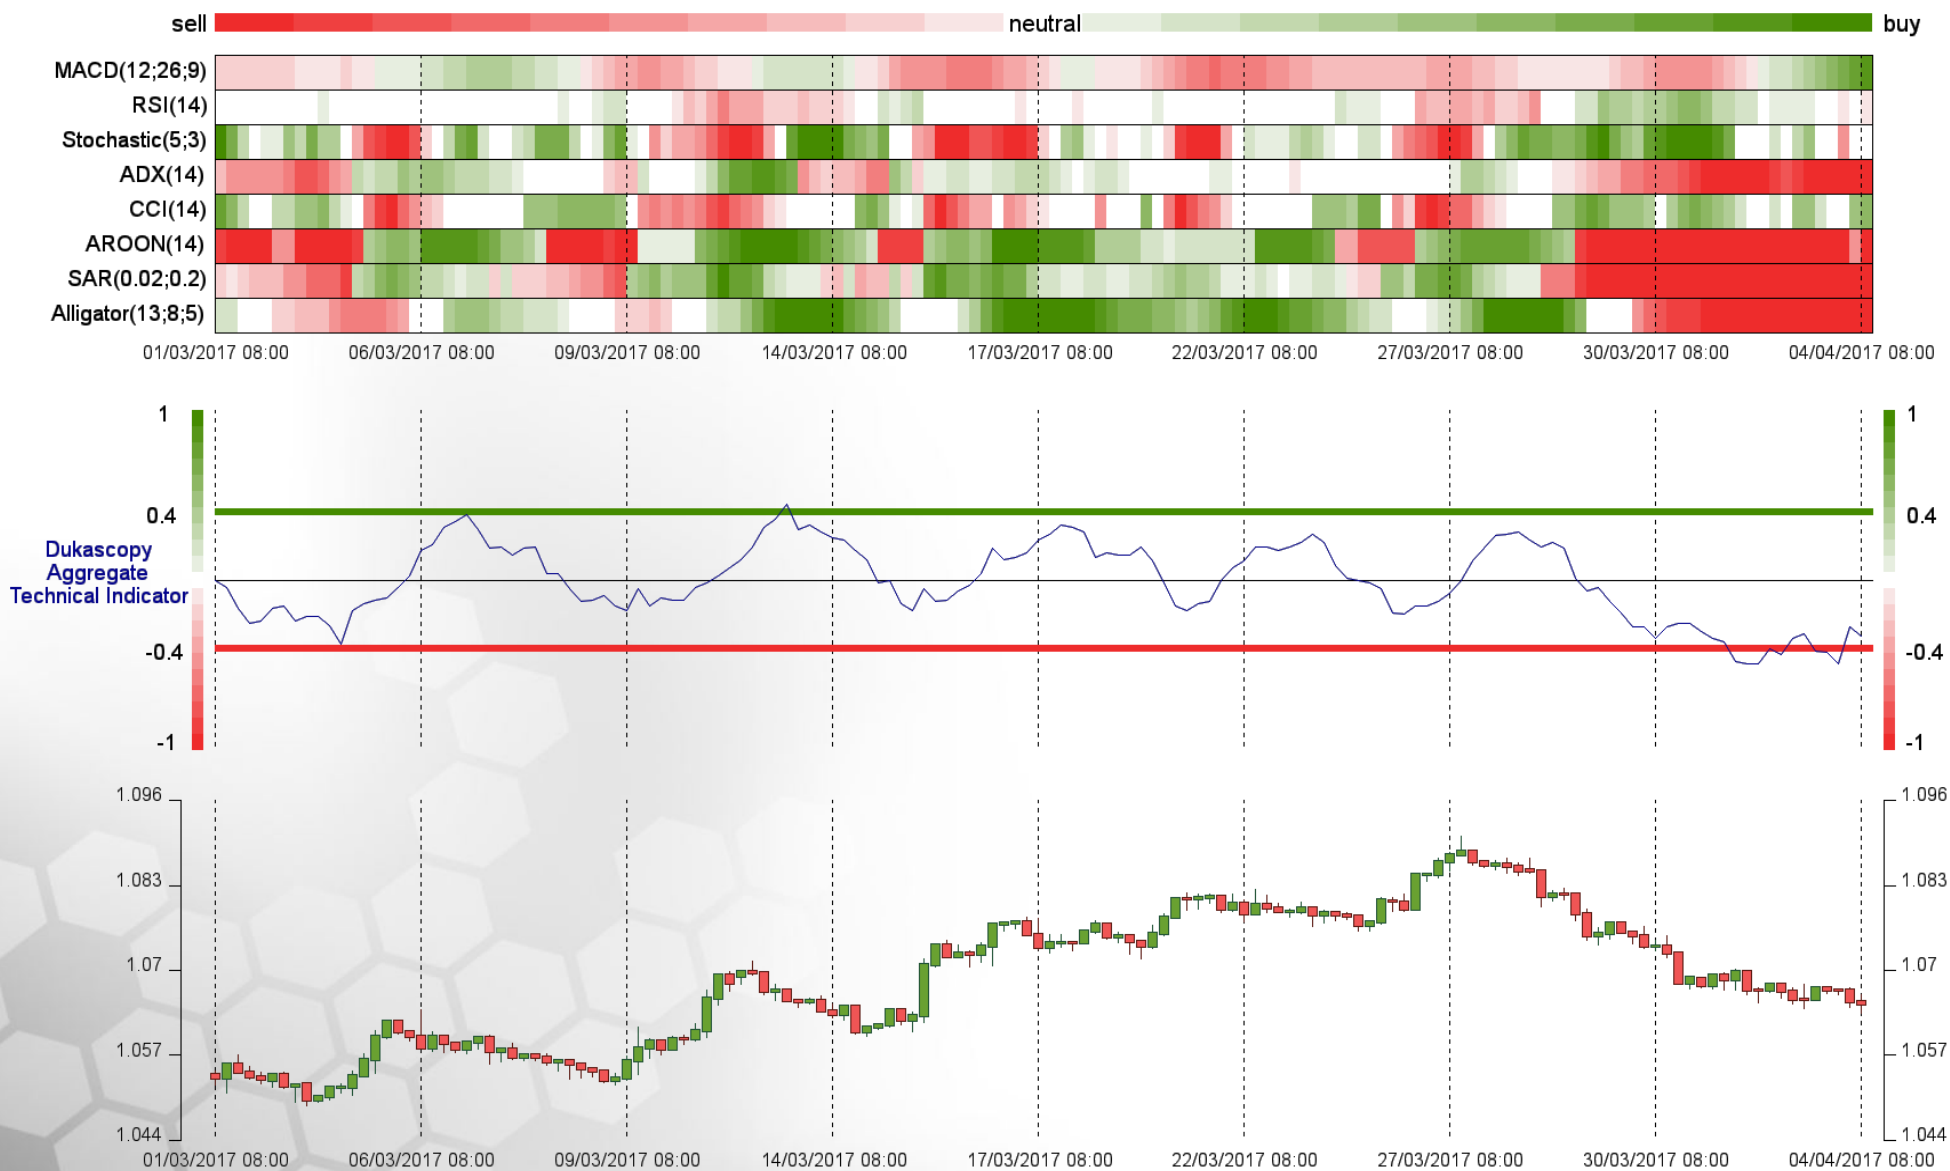 sell neutral buy
MACD(12;26;9)
RSI(14)
Stochastic(5;3)
ADX(14)
CCI(14)
AROON(14)
SAR(0.02;0.2)
Alligator(13;8;5)
01/03/2017 08:00 06/03/2017 08:00 09/03/2017 08:00 14/03/2017 08:00 17/03/2017 08:00 22/03/2017 08:00 27/03/2017 08:00 30/03/2017 08:00 04/04/2017 08:00
1 1
0.4 0.4
Dukascopy
Aggregate
Technical Indicator
-0.4 -0.4
-1 -1
1.096 1.096
1.083 1.083
1.07 1.07
1.057 1.057
1.044 1.044
01/03/2017 08:00 06/03/2017 08:00 09/03/2017 08:00 14/03/2017 08:00 17/03/2017 08:00 22/03/2017 08:00 27/03/2017 08:00 30/03/2017 08:00 04/04/2017 08:00